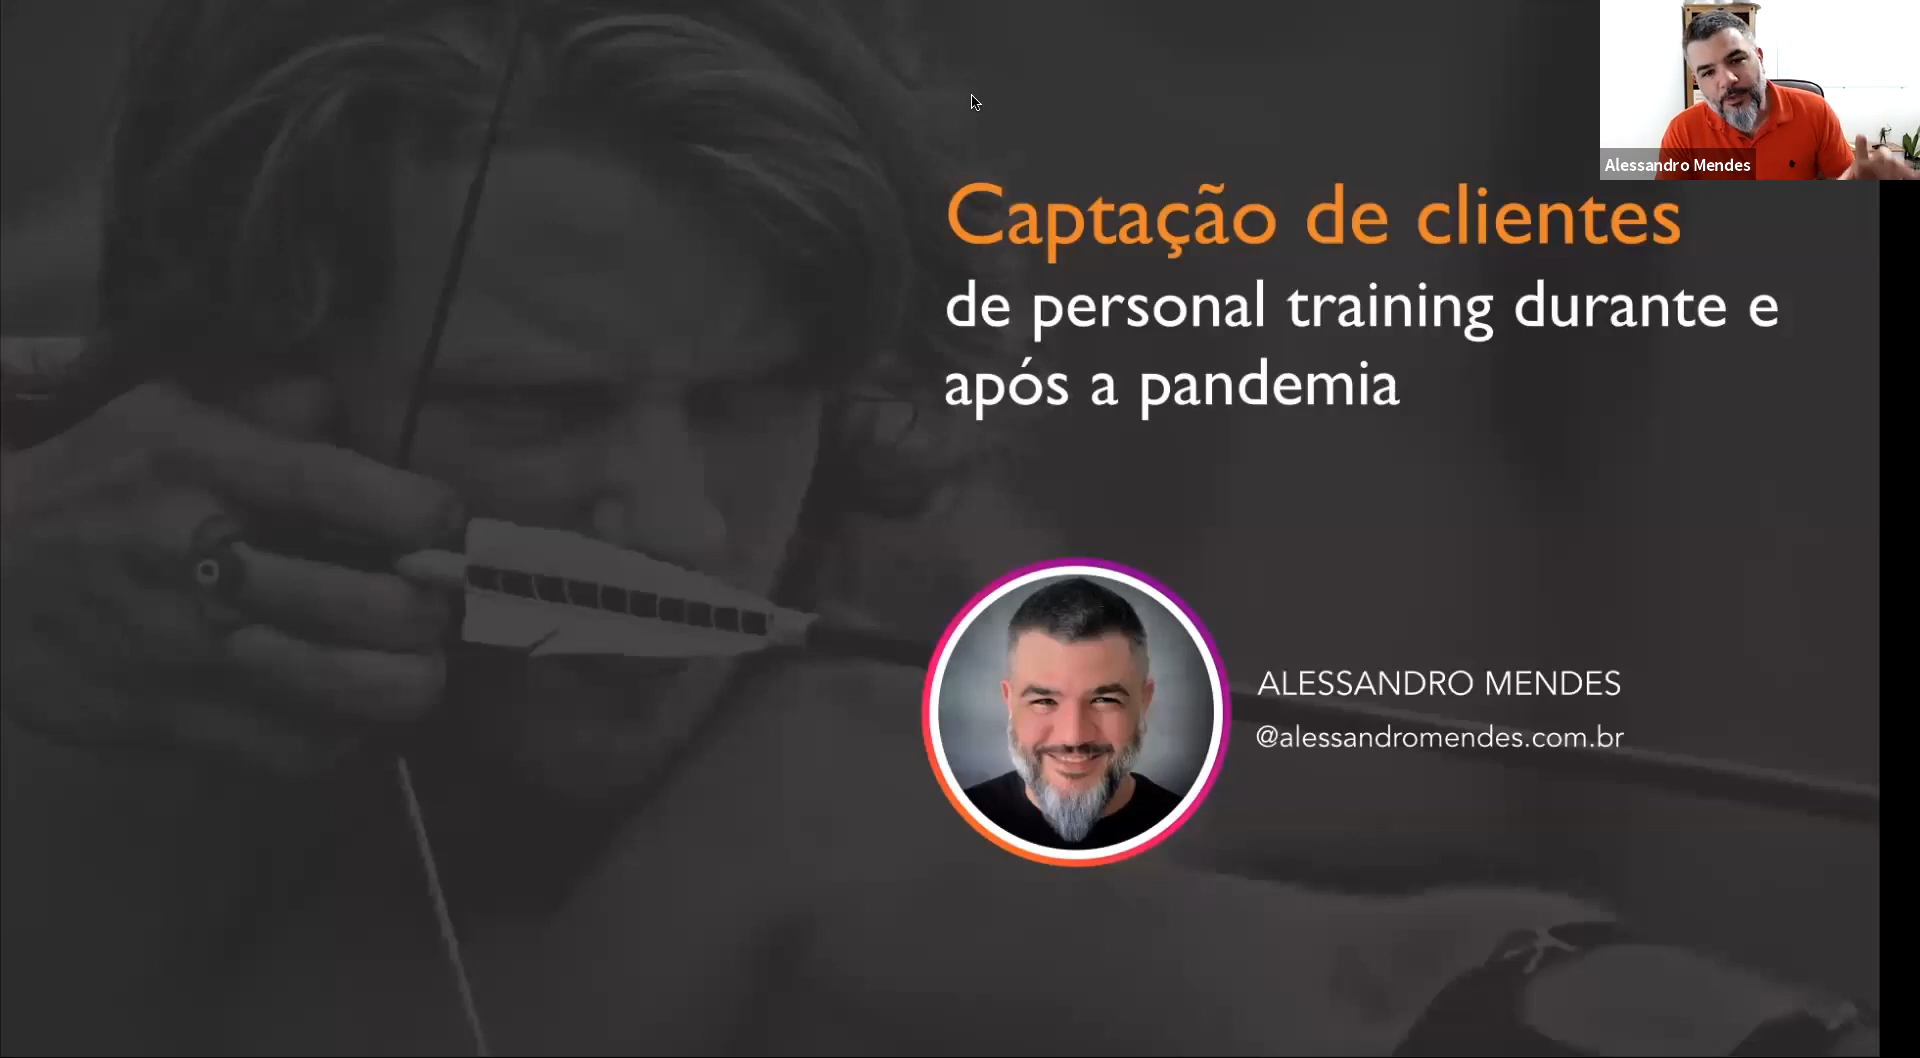 Alessandro Mendes
Captação de clientes
de personal training durante e
após a pandemia
ALESSANDRO MENDES
@alessandromendes.com.br